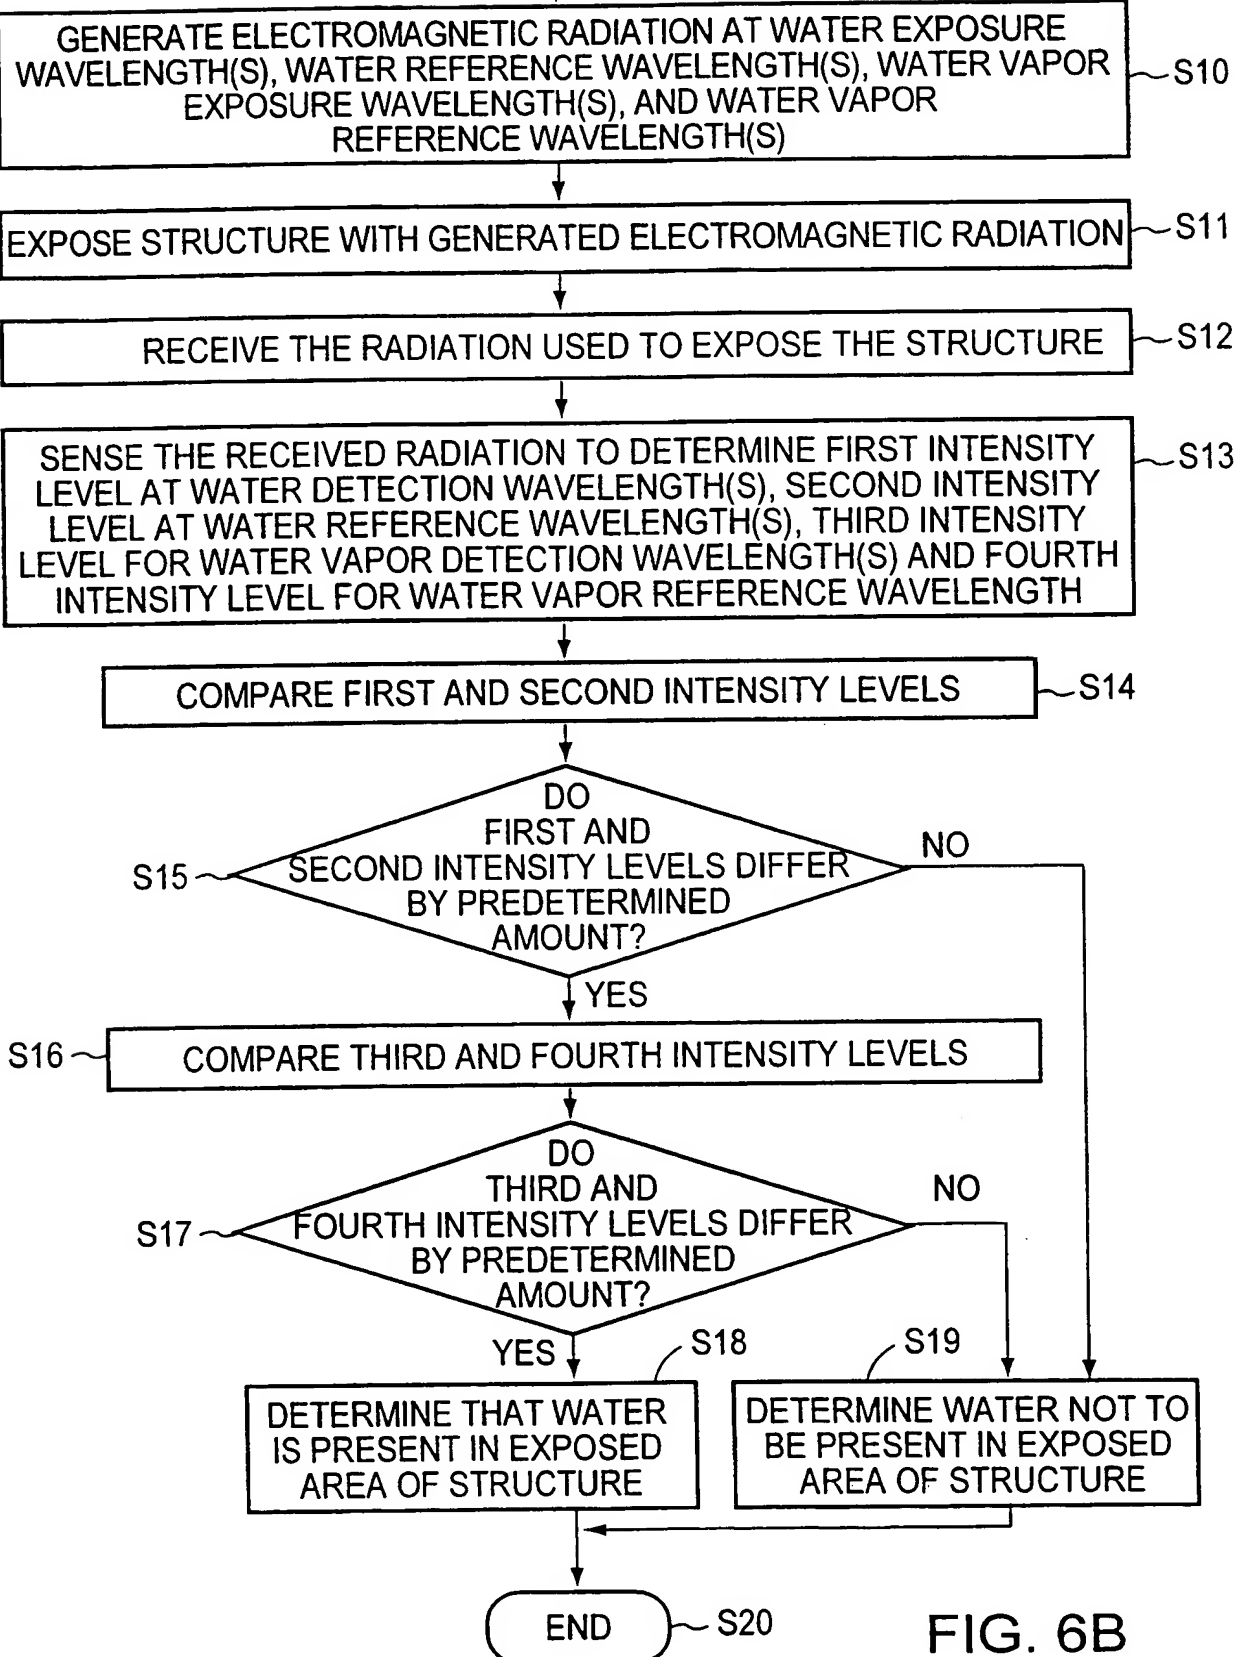 GENERATE ELECTROMAGNETIC RADIATION AT WATER EXPOSURE
WAVELENGTH(S), WATER REFERENCE WAVELENGTH(S), WATER VAPOR
EXPOSURE WAVELENGTH(S), AND WATER VAPOR
REFERENCE WAVELENGTH(S)
S10
EXPOSE STRUCTURE WITH GENERATED ELECTROMAGNETIC RADIATION
S11
RECEIVE THE RADIATION USED TO EXPOSE THE STRUCTURE
S12
SENSE THE RECEIVED RADIATION TO DETERMINE FIRST INTENSITY
LEVEL AT WATER DETECTION WAVELENGTH(S), SECOND INTENSITY
LEVEL AT WATER REFERENCE WAVELENGTH(S), THIRD INTENSITY
LEVEL FOR WATER VAPOR DETECTION WAVELENGTH(S) AND FOURTH
INTENSITY LEVEL FOR WATER VAPOR REFERENCE WAVELENGTH
S13
COMPARE FIRST AND SECOND INTENSITY LEVELS
S14
DO
FIRST AND
SECOND INTENSITY LEVELS DIFFER
BY PREDETERMINED
AMOUNT?
S15
NO
YES
S16
COMPARE THIRD AND FOURTH INTENSITY LEVELS
DO
THIRD AND
FOURTH INTENSITY LEVELS DIFFER
BY PREDETERMINED
AMOUNT?
S17
NO
YES
S18
S19
DETERMINE THAT WATER
IS PRESENT IN EXPOSED
AREA OF STRUCTURE
DETERMINE WATER NOT TO
BE PRESENT IN EXPOSED
AREA OF STRUCTURE
END
S20
FIG. 6B